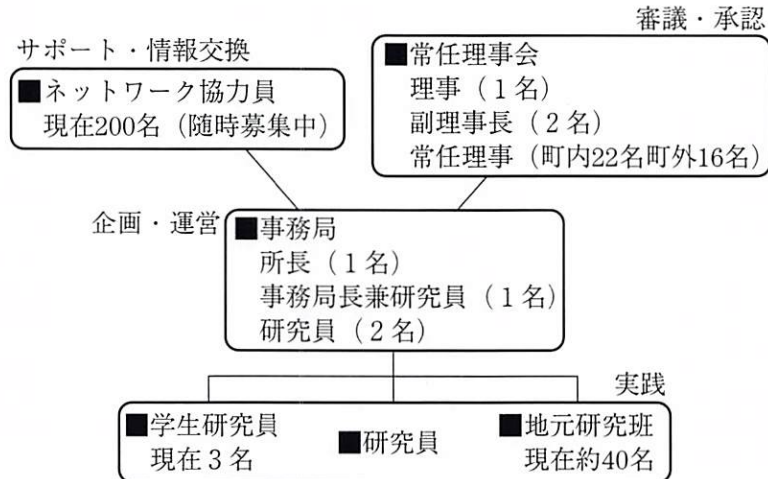 サポート・情報交換
■ネットワーク協力員
現在200名（随時募集中）
審議・承認
■常任理事会
理事（1名）
副理事長（2名）
常任理事（町内22名町外16名）
企画・運営
■事務局
所長（1名）
事務局長兼研究員（1名）
研究員（2名）
実践
■学生研究員
現在3名
■研究員
■地元研究班
現在約40名